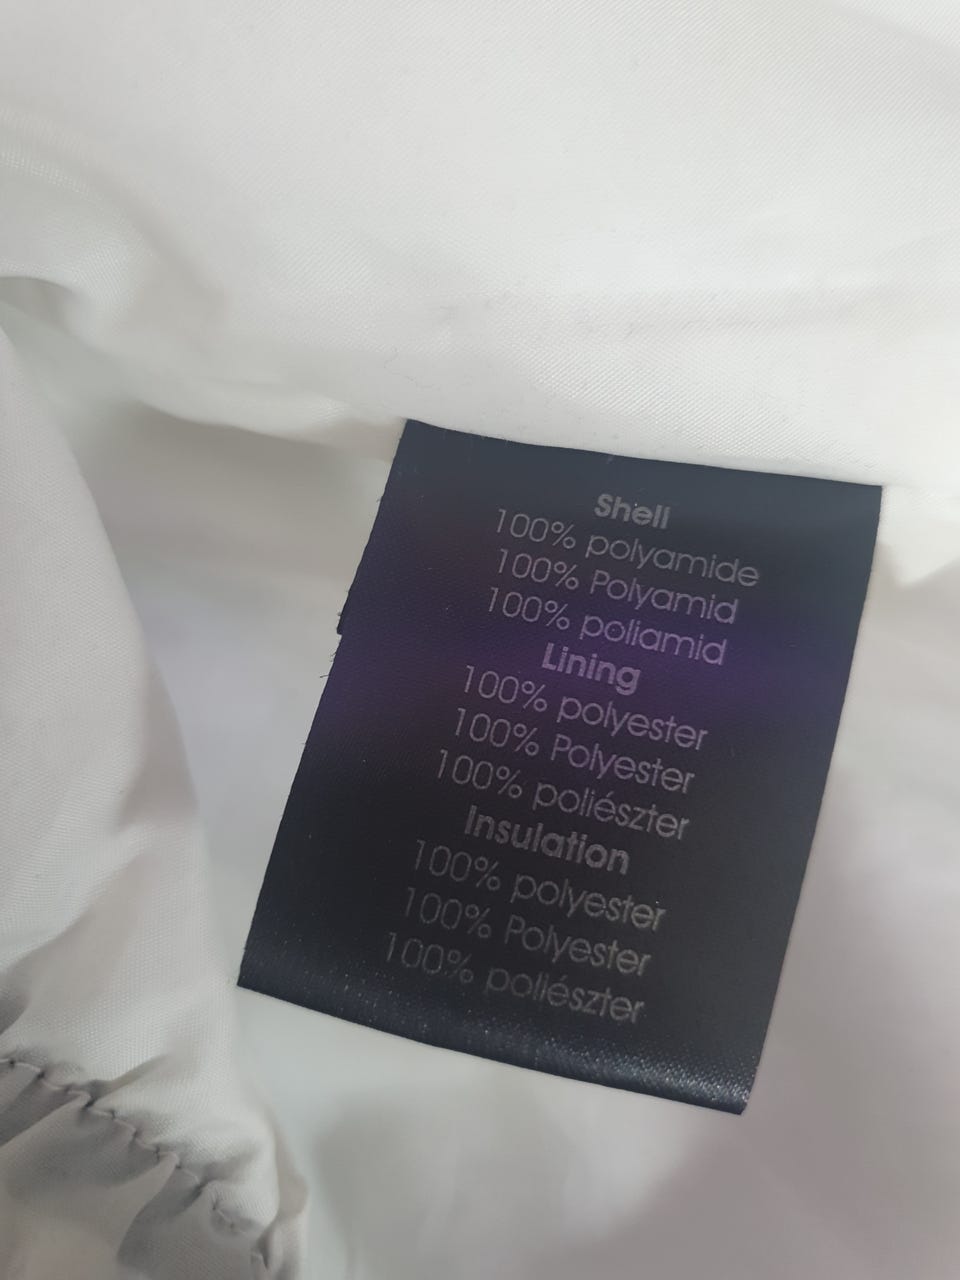 Shell
100% polyamide
100% Polyamid
100% poliamid
Lining
100% polyester
100% Polyester
100% poliészter
Insulation
100% polyester
100% Polyester
100% poliészter